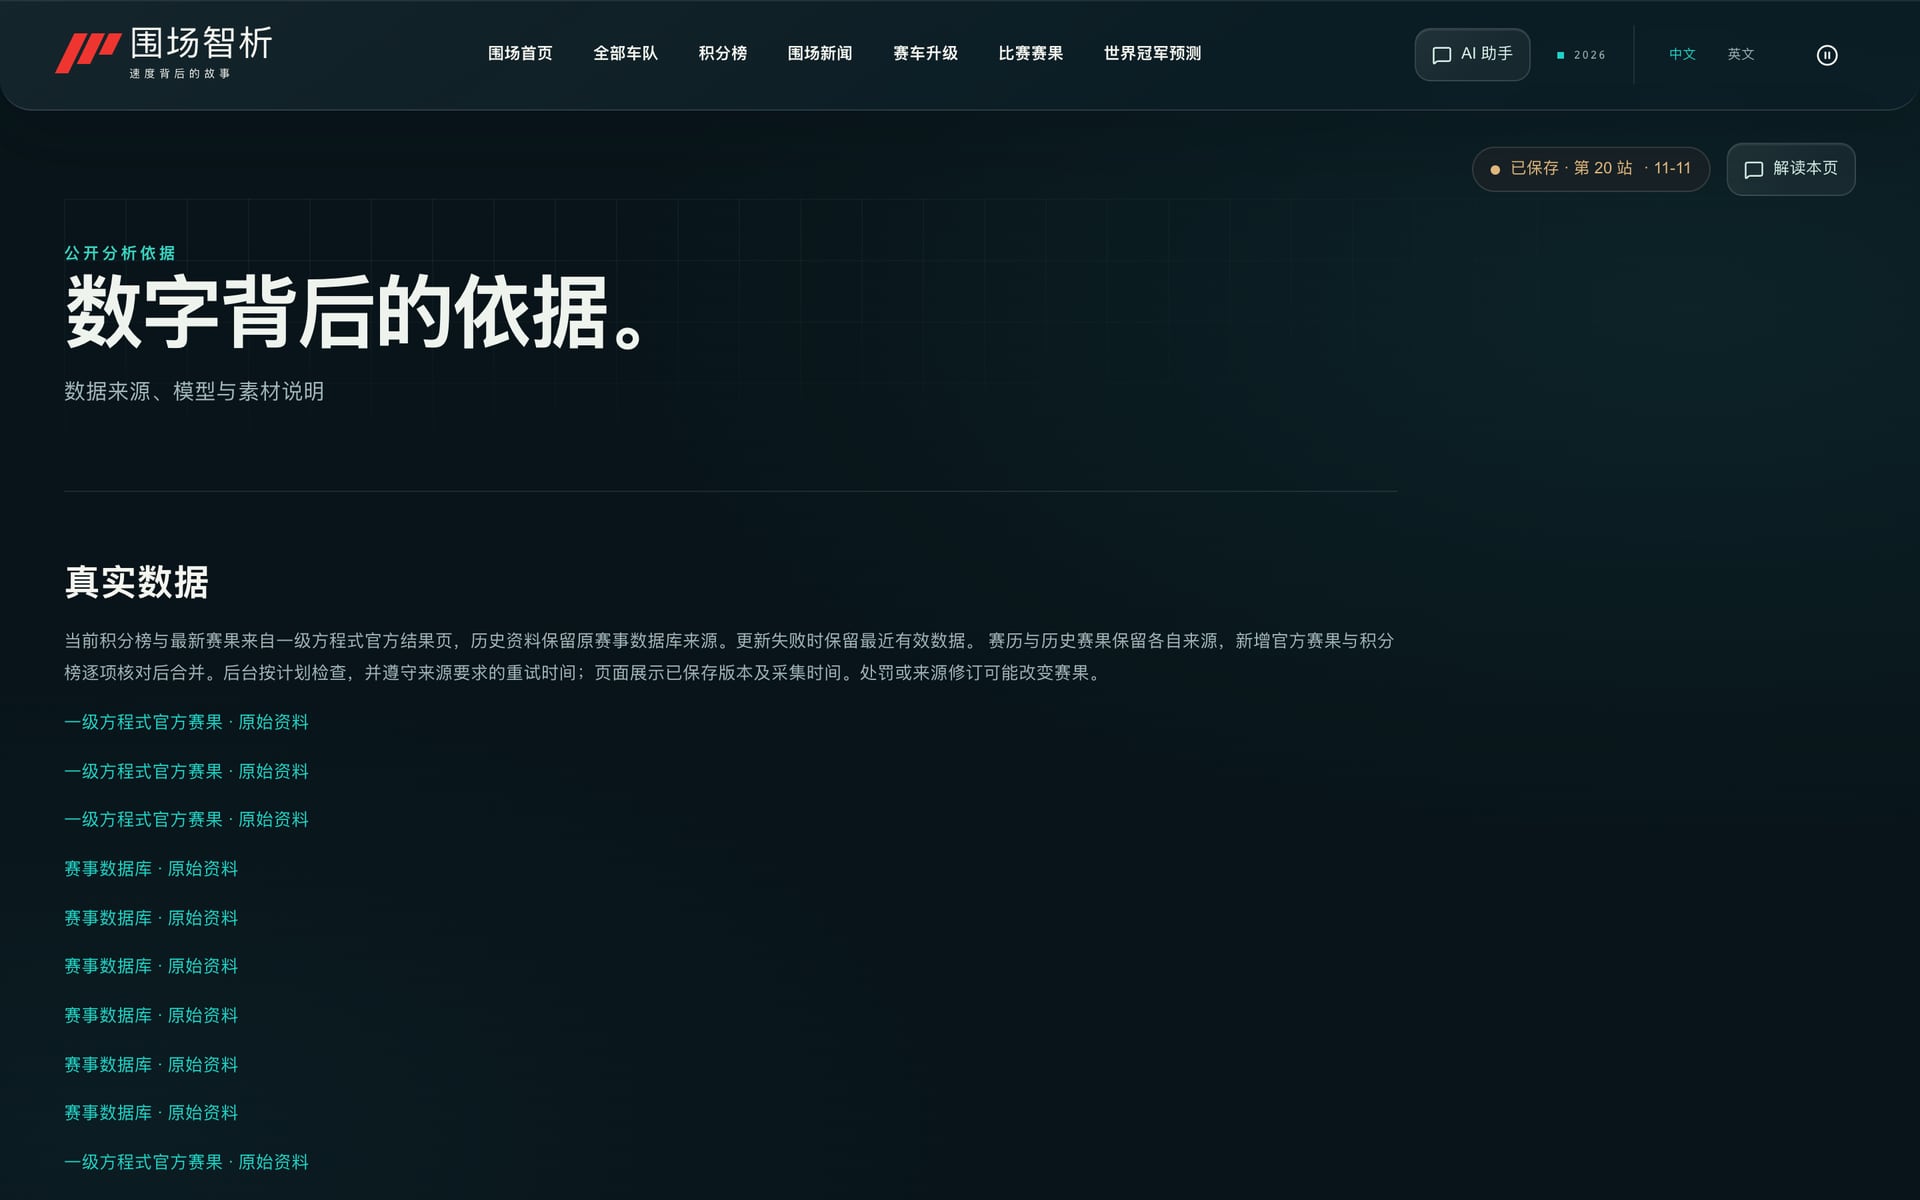 围场智析
速度背后的故事
围场首页
全部车队
积分榜
围场新闻
赛车升级
比赛赛果
世界冠军预测
AI 助手
2026
中文
英文
已保存 · 第 20 站 · 11-11
解读本页
公开分析依据
数字背后的依据。
数据来源、模型与素材说明
真实数据
当前积分榜与最新赛果来自一级方程式官方结果页，历史资料保留原赛事数据库来源。更新失败时保留最近有效数据。 赛历与历史赛果保留各自来源，新增官方赛果与积分
榜逐项核对后合并。后台按计划检查，并遵守来源要求的重试时间；页面展示已保存版本及采集时间。处罚或来源修订可能改变赛果。
一级方程式官方赛果 · 原始资料
一级方程式官方赛果 · 原始资料
一级方程式官方赛果 · 原始资料
赛事数据库 · 原始资料
赛事数据库 · 原始资料
赛事数据库 · 原始资料
赛事数据库 · 原始资料
赛事数据库 · 原始资料
赛事数据库 · 原始资料
一级方程式官方赛果 · 原始资料